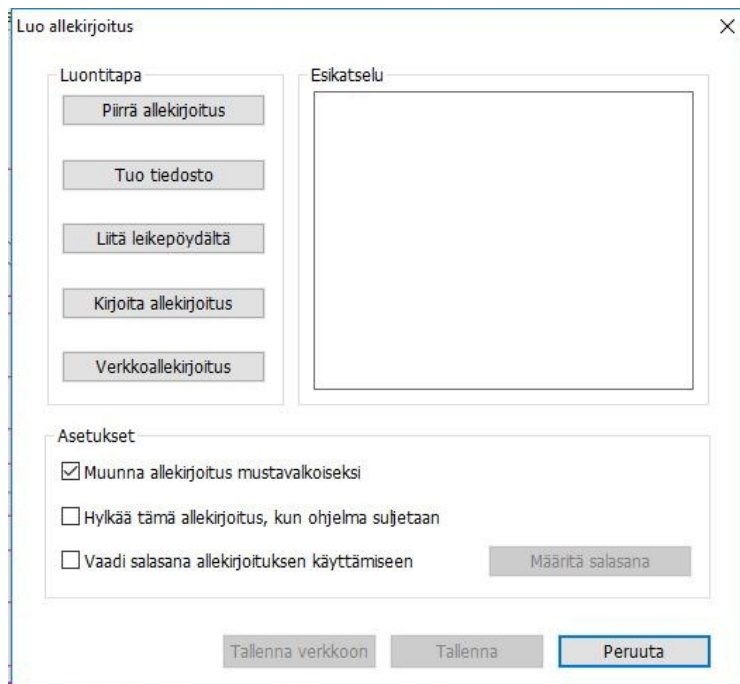 Luo allekirjoitus
Luontitapa
Piirrä allekirjoitus
Tuo tiedosto
Liitä leikepöydältä
Kirjoita allekirjoitus
Verkkoallekirjoitus
Esikatselu
Asetukset
Muunna allekirjoitus mustavalkoiseksi
Hylkää tämä allekirjoitus, kun ohjelma suljetaan
Vaadi salasana allekirjoituksen käyttämiseen
Määritä salasana
Tallenna verkkoon
Tallenna
Peruuta